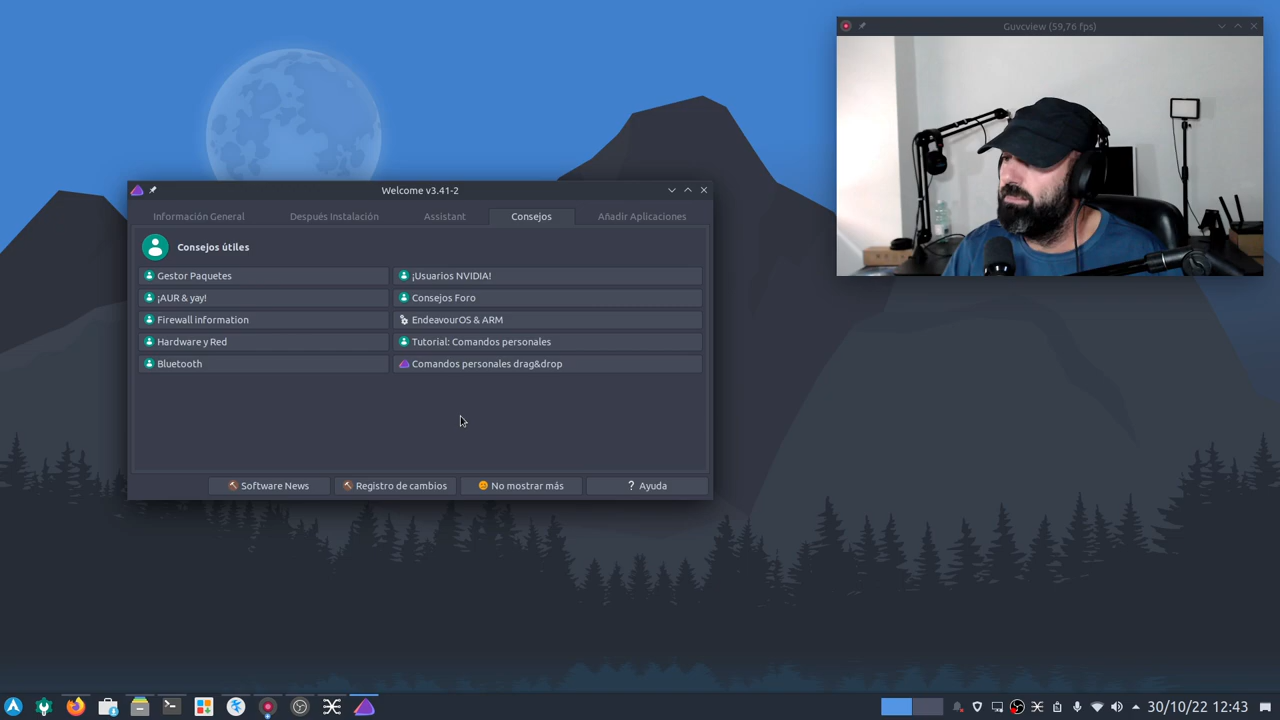 Guvcview (59,76 fps)
Welcome v3.41-2
Información General
Después Instalación
Assistant
Consejos
Añadir Aplicaciones
Consejos útiles
Gestor Paquetes
¡Usuarios NVIDIA!
¡AUR & yay!
Consejos Foro
Firewall information
EndeavourOS & ARM
Hardware y Red
Tutorial: Comandos personales
Bluetooth
Comandos personales drag&drop
Software News
Registro de cambios
No mostrar más
? Ayuda
30/10/22 12:43